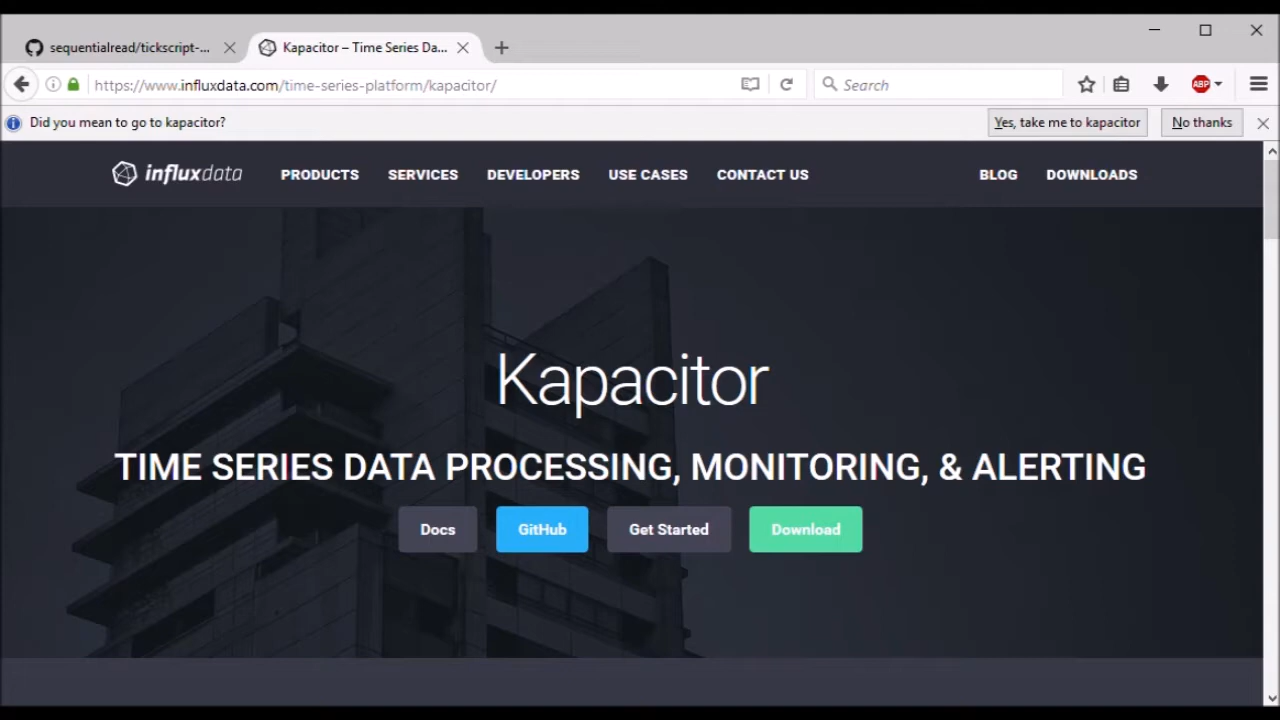 sequentialread/tickscript-...
Kapacitor – Time Series Da...
https://www.influxdata.com/time-series-platform/kapacitor/
Search
ABP
Did you mean to go to kapacitor?
Yes, take me to kapacitor
No thanks
influxdata
PRODUCTS
SERVICES
DEVELOPERS
USE CASES
CONTACT US
BLOG
DOWNLOADS
Kapacitor
TIME SERIES DATA PROCESSING, MONITORING, & ALERTING
Docs
GitHub
Get Started
Download